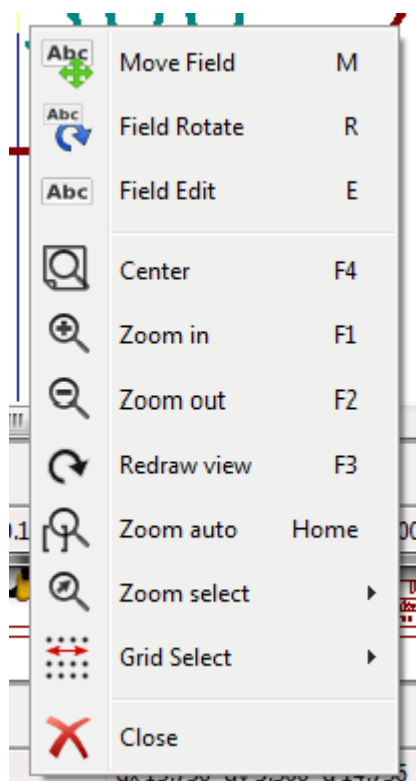 Abc Move Field M
Abc Field Rotate R
Abc Field Edit E
Center F4
Zoom in F1
Zoom out F2
Redraw view F3
Zoom auto Home
Zoom select
Grid Select
Close